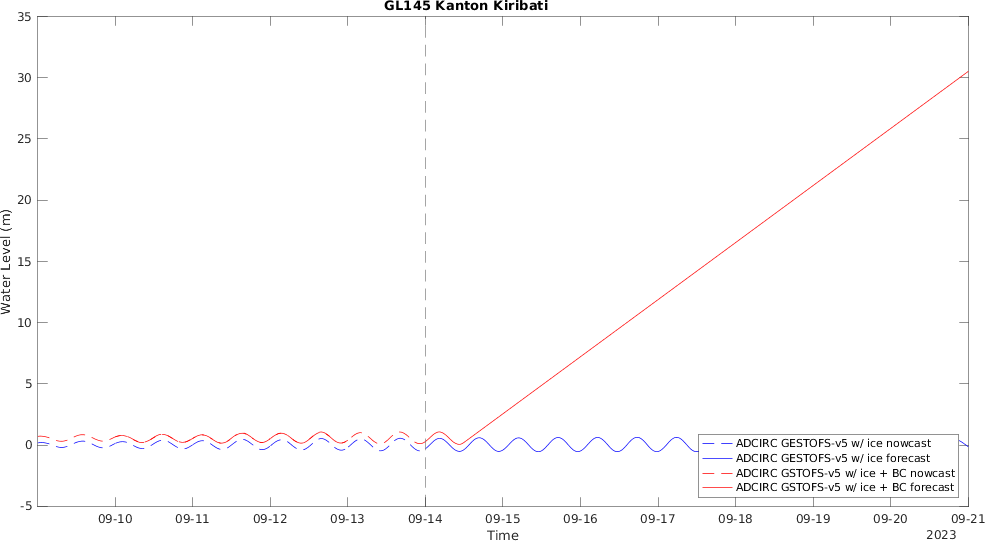 GL145 Kanton Kiribati
35
30
25
20
15
10
5
0
-5
Water Level (m)
09-10 09-11 09-12 09-13 09-14 09-15 09-16 09-17 09-18 09-19 09-20 09-21
Time
2023
ADCIRC GESTOFS-v5 w/ ice nowcast
ADCIRC GESTOFS-v5 w/ ice forecast
ADCIRC GSTOFS-v5 w/ ice + BC nowcast
ADCIRC GSTOFS-v5 w/ ice + BC forecast